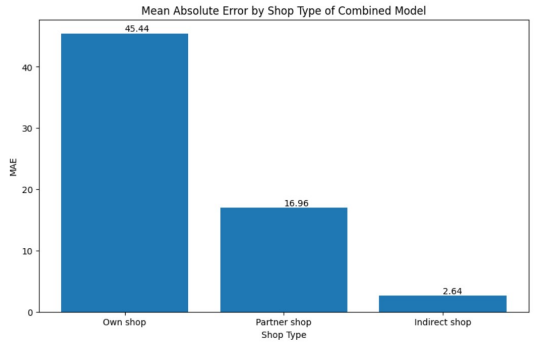 Mean Absolute Error by Shop Type of Combined Model
45.44
40
30
MAE
20
16.96
10
2.64
0
Own shop
Partner shop
Indirect shop
Shop Type